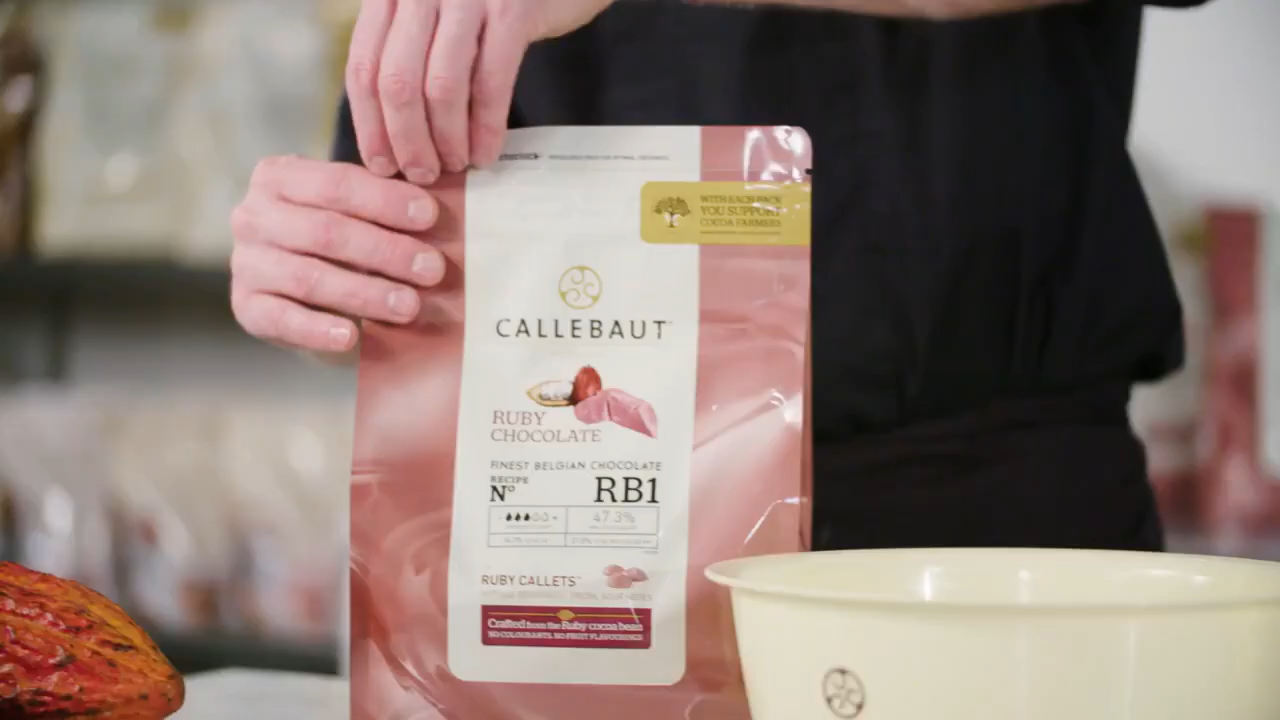 WITH EACH PACK
YOU SUPPORT
COCOA FARMERS
CALLEBAUT
RUBY
CHOCOLATE
FINEST BELGIAN CHOCOLATE
RECIPE
N° RB1
47.3%
RUBY CALLETS™
Crafted from the Ruby cocoa bean
NO COLOURANTS. NO FRUIT FLAVOURINGS